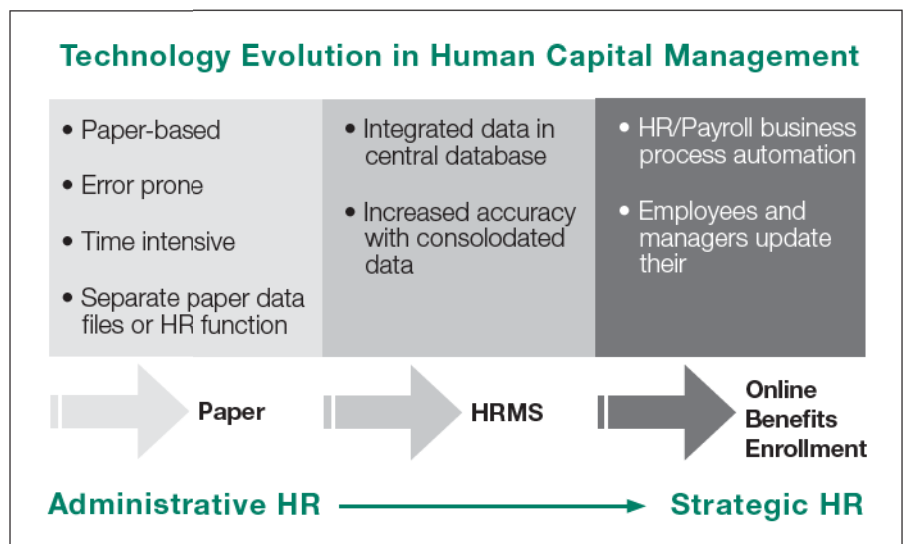 Technology Evolution in Human Capital Management
• Paper-based
• Error prone
• Time intensive
• Separate paper data
files or HR function
• Integrated data in
central database
• Increased accuracy
with consolodated
data
• HR/Payroll business
process automation
• Employees and
managers update
their
Paper
HRMS
Online
Benefits
Enrollment
Administrative HR
Strategic HR